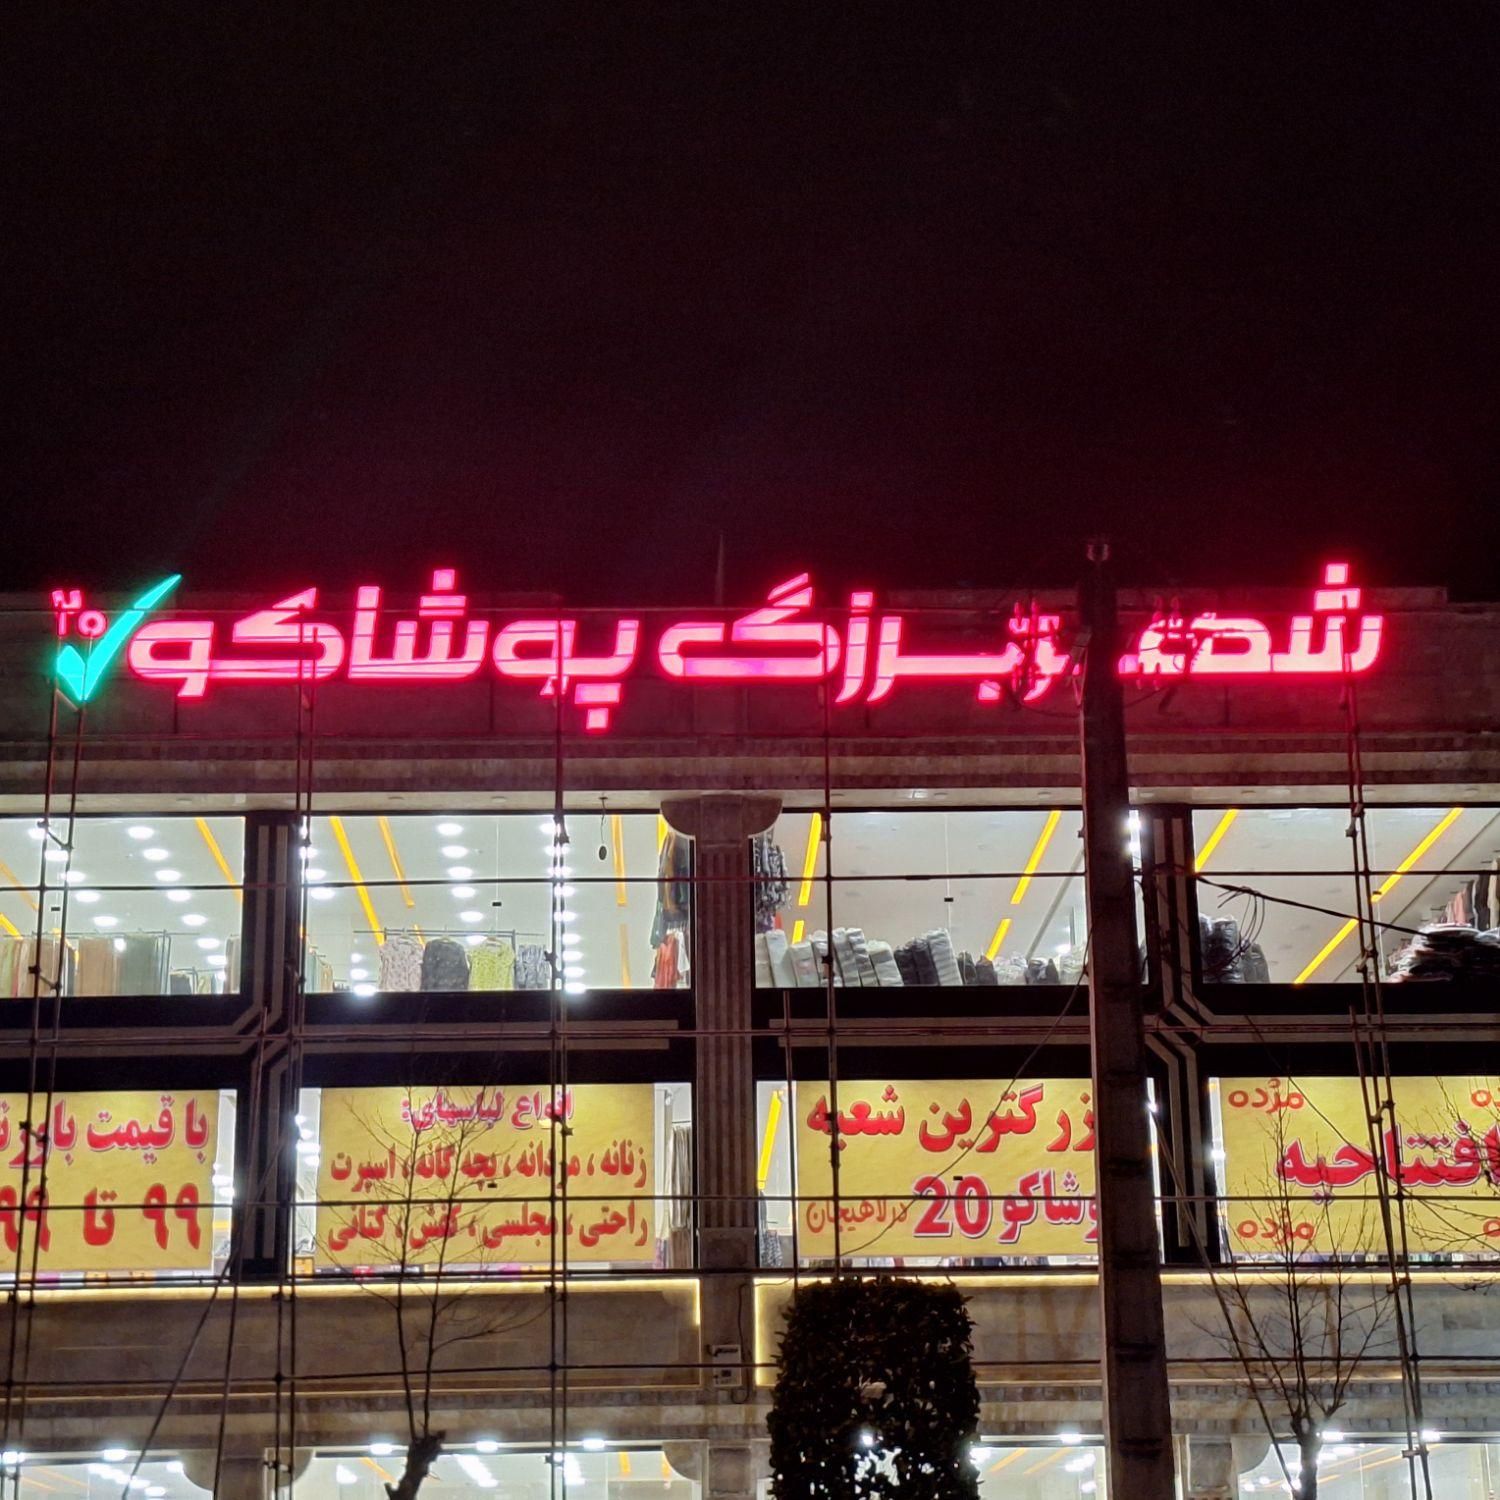 شهر بزرگ پوشاکو ۲۰
مژده
افتتاحیه
مژده
بزرگترین شعبه
پوشاکو 20 در لاهیجان
انواع لباسهای:
زنانه ، مردانه ، بچه گانه ، اسپرت
راحتی ، مجلسی ، کفش ، کتانی
با قیمت
۹۹ تا